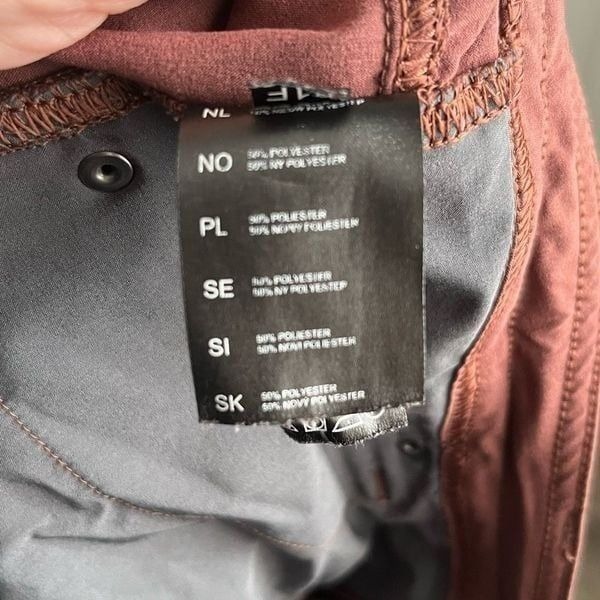 NL
NO 50% POLYESTER
50% NY POLYESTER
PL 50% POLIESTER
50% NOWY POLIESTER
SE 50% POLYESTER
50% NY POLYESTER
SI 50% POLIESTER
50% NOVI POLIESTER
SK 50% POLYESTER
50% NOVÝ POLYESTER